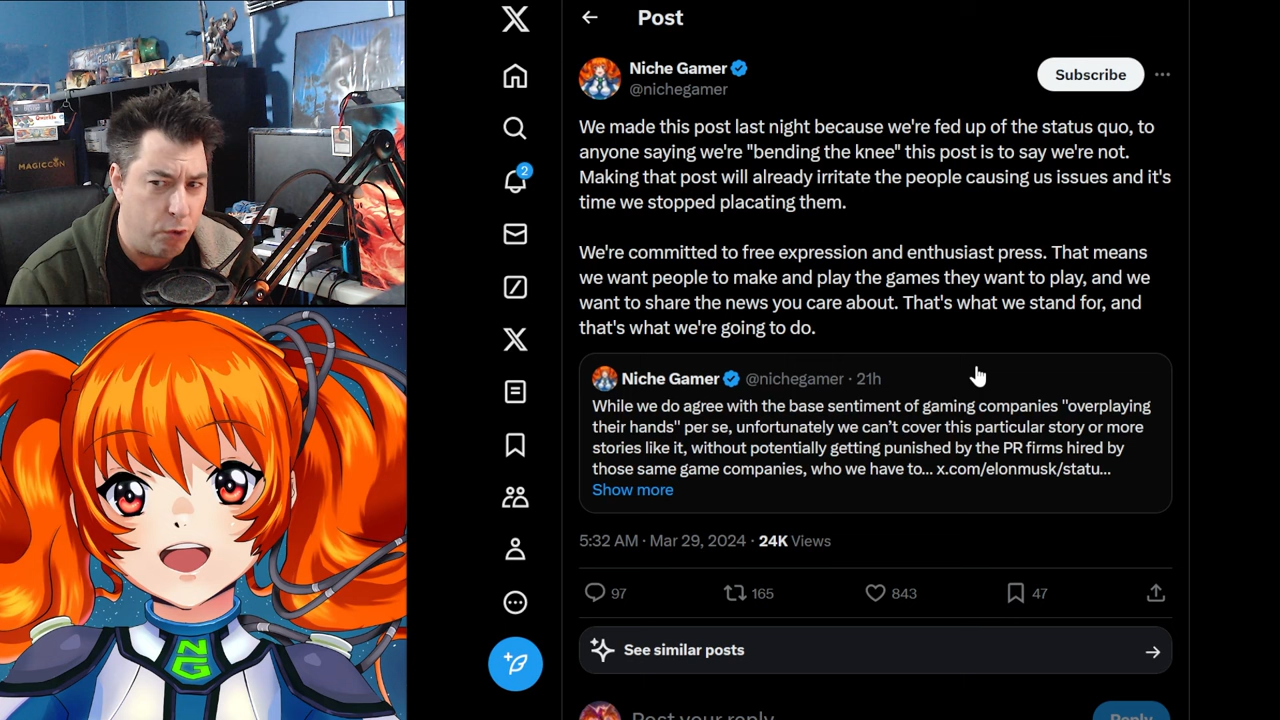 MAGICCON
Qwirkle
NG
Post
Niche Gamer
@nichegamer
Subscribe
We made this post last night because we're fed up of the status quo, to
anyone saying we're "bending the knee" this post is to say we're not.
Making that post will already irritate the people causing us issues and it's
time we stopped placating them.
We're committed to free expression and enthusiast press. That means
we want people to make and play the games they want to play, and we
want to share the news you care about. That's what we stand for, and
that's what we're going to do.
Niche Gamer @nichegamer · 21h
While we do agree with the base sentiment of gaming companies "overplaying
their hands" per se, unfortunately we can't cover this particular story or more
stories like it, without potentially getting punished by the PR firms hired by
those same game companies, who we have to... x.com/elonmusk/statu...
Show more
5:32 AM · Mar 29, 2024 · 24K Views
97 165 843 47
See similar posts
Post your reply
Reply
2